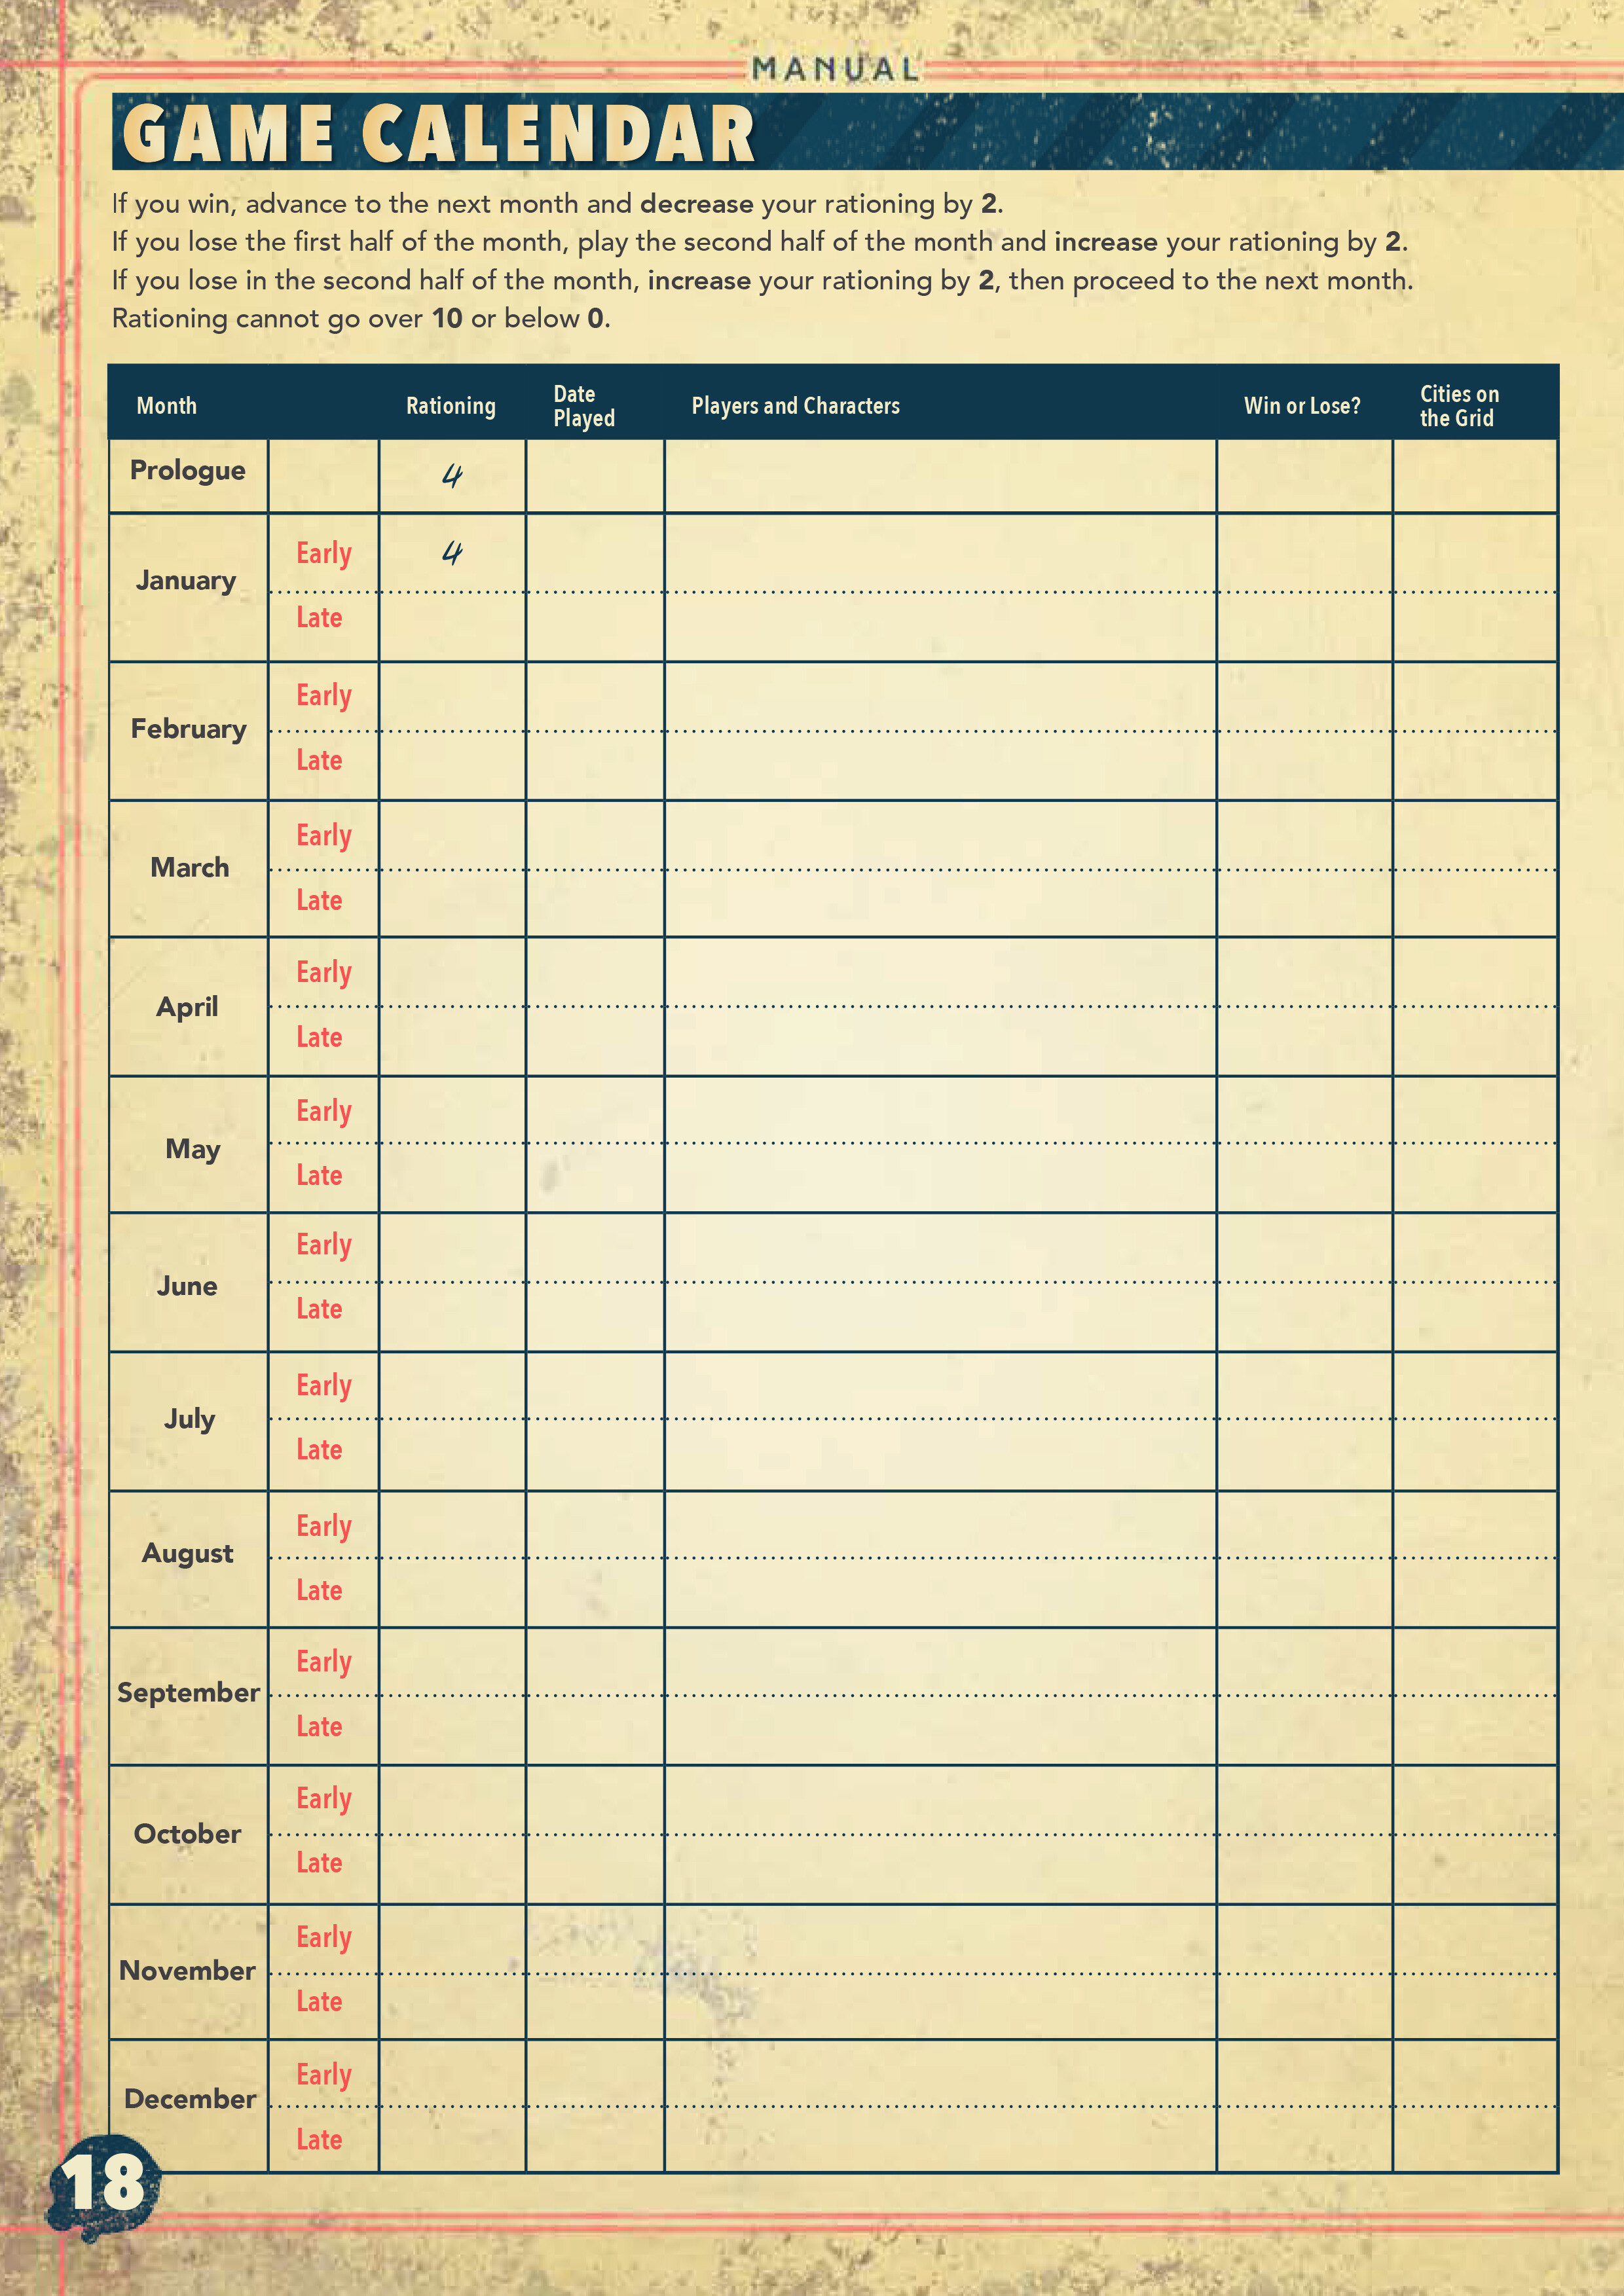 MANUAL
GAME CALENDAR
If you win, advance to the next month and decrease your rationing by 2.
If you lose the first half of the month, play the second half of the month and increase your rationing by 2.
If you lose in the second half of the month, increase your rationing by 2, then proceed to the next month.
Rationing cannot go over 10 or below 0.
Month Rationing Date Played Players and Characters Win or Lose? Cities on the Grid
Prologue 4
January Early 4
Late
February Early
Late
March Early
Late
April Early
Late
May Early
Late
June Early
Late
July Early
Late
August Early
Late
September Early
Late
October Early
Late
November Early
Late
December Early
Late
18